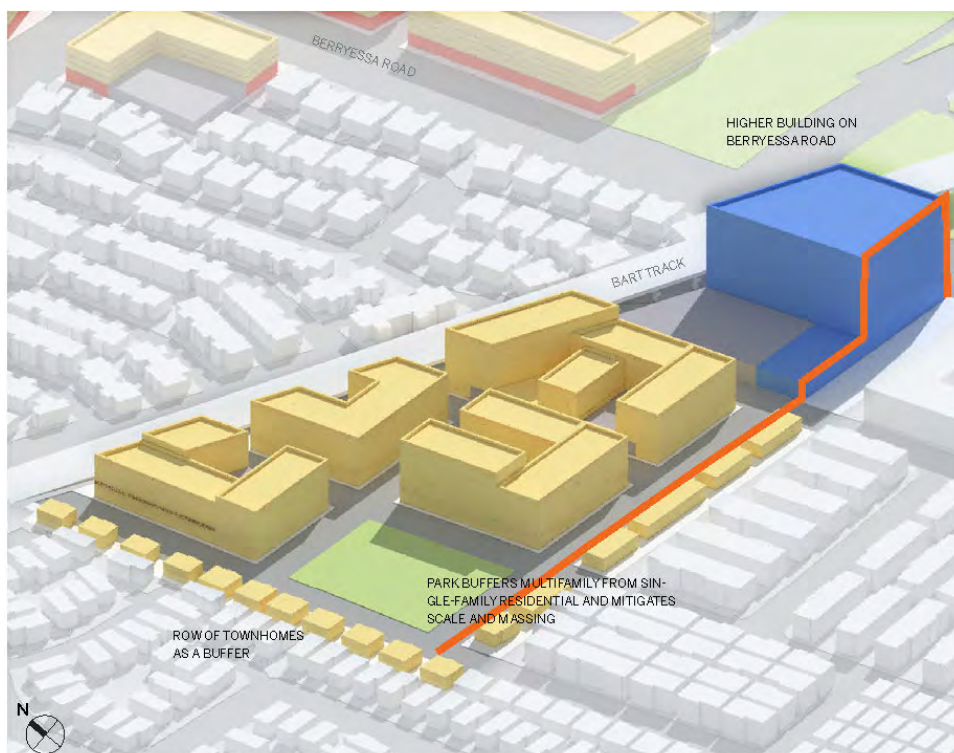 BERRYESSA ROAD
HIGHER BUILDING ON
BERRYESSA ROAD
BART TRACK
PARK BUFFERS MULTIFAMILY FROM SIN-
GLE-FAMILY RESIDENTIAL AND MITIGATES
SCALE AND MASSING
ROW OF TOWNHOMES
AS A BUFFER
N